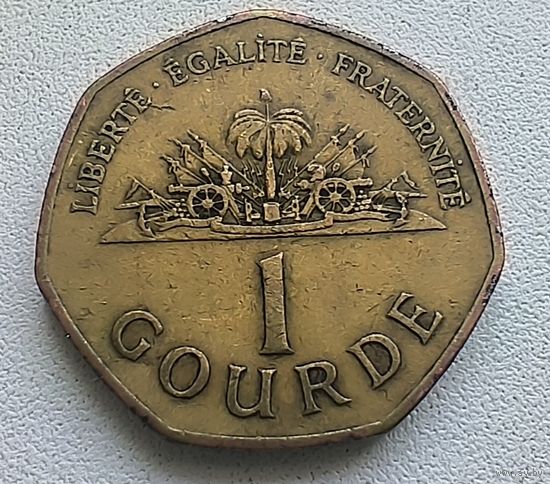 LiBERTÉ · ÉGALiTÉ · FRATERNiTÉ
1
GOURDE